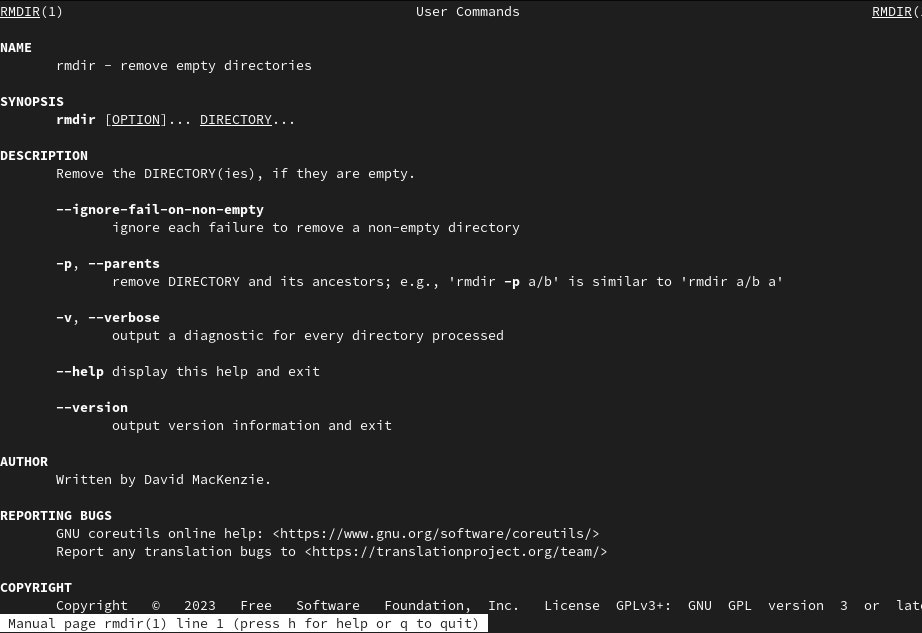 RMDIR(1) User Commands RMDIR(
NAME
rmdir - remove empty directories
SYNOPSIS
rmdir [OPTION]... DIRECTORY...
DESCRIPTION
Remove the DIRECTORY(ies), if they are empty.
--ignore-fail-on-non-empty
ignore each failure to remove a non-empty directory
-p, --parents
remove DIRECTORY and its ancestors; e.g., 'rmdir -p a/b' is similar to 'rmdir a/b a'
-v, --verbose
output a diagnostic for every directory processed
--help display this help and exit
--version
output version information and exit
AUTHOR
Written by David MacKenzie.
REPORTING BUGS
GNU coreutils online help: <https://www.gnu.org/software/coreutils/>
Report any translation bugs to <https://translationproject.org/team/>
COPYRIGHT
Copyright © 2023 Free Software Foundation, Inc. License GPLv3+: GNU GPL version 3 or late
Manual page rmdir(1) line 1 (press h for help or q to quit)